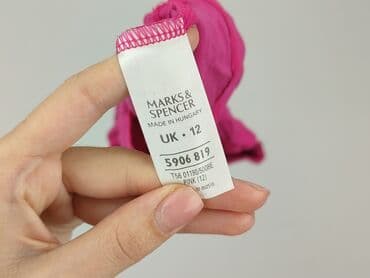 MARKS &
SPENCER
MADE IN HUNGARY
UK • 12
5906 819
PINK (12)